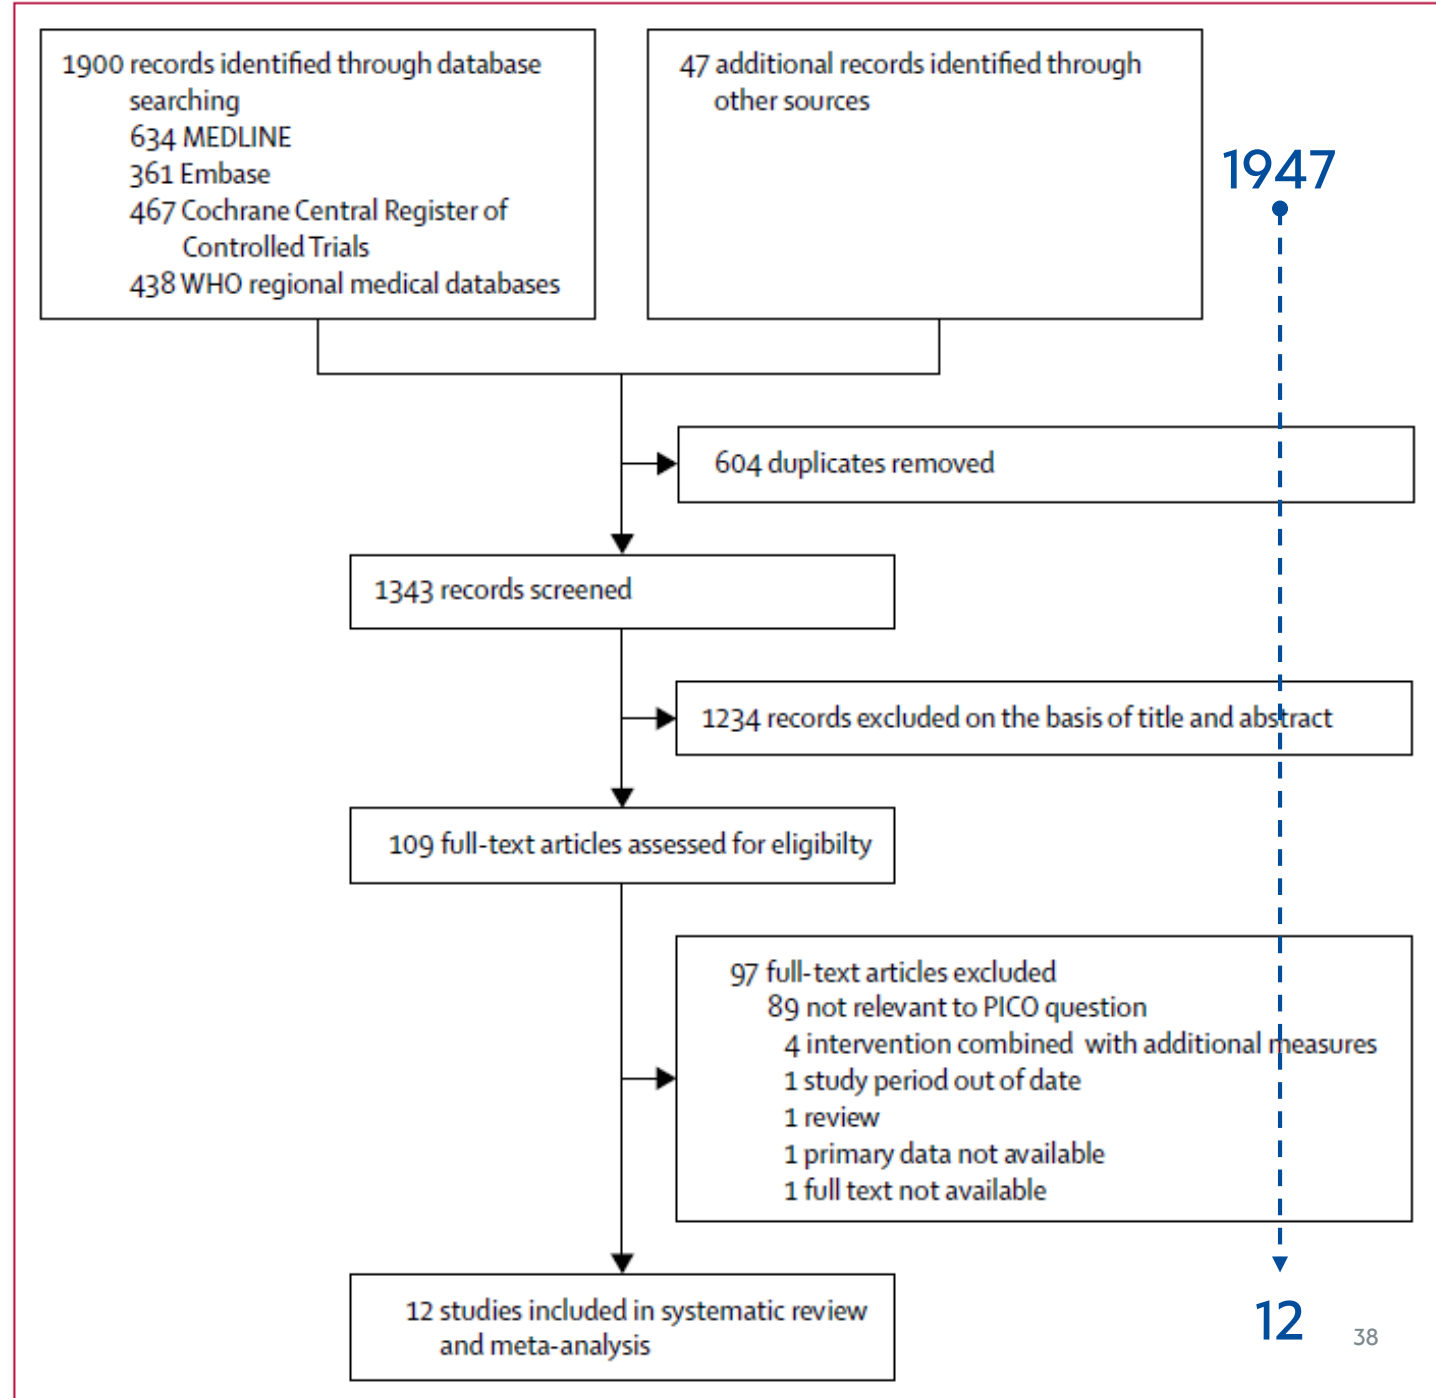 1900 records identified through database
searching
634 MEDLINE
361 Embase
467 Cochrane Central Register of
Controlled Trials
438 WHO regional medical databases
47 additional records identified through
other sources
1947
604 duplicates removed
1343 records screened
1234 records excluded on the basis of title and abstract
109 full-text articles assessed for eligibilty
97 full-text articles excluded
89 not relevant to PICO question
4 intervention combined with additional measures
1 study period out of date
1 review
1 primary data not available
1 full text not available
12 studies included in systematic review
and meta-analysis
12
38